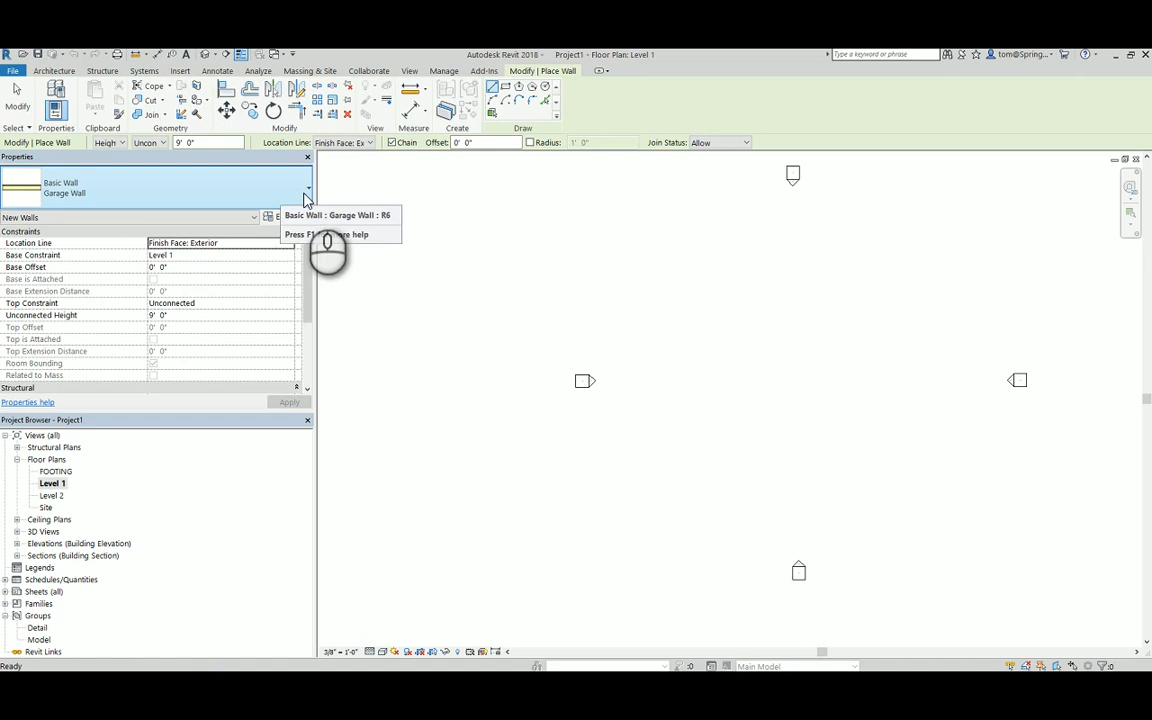 Autodesk Revit 2018 - Project1 - Floor Plan: Level 1
Type a keyword or phrase
tom@Spring...
File Architecture Structure Systems Insert Annotate Analyze Massing & Site Collaborate View Manage Add-Ins Modify | Place Wall
Modify
Paste
Cope
Cut
Join
Select Properties Clipboard Geometry Modify View Measure Create Draw
Modify | Place Wall Heigh Uncon 9' 0" Location Line: Finish Face: Ex Chain Offset: 0' 0" Radius: 1' 0" Join Status: Allow
Properties
Basic Wall
Garage Wall
Basic Wall : Garage Wall : R6
New Walls
Press F1 re help
Constraints
Location Line Finish Face: Exterior
Base Constraint Level 1
Base Offset 0' 0"
Base is Attached
Base Extension Distance 0' 0"
Top Constraint Unconnected
Unconnected Height 9' 0"
Top Offset 0' 0"
Top is Attached
Top Extension Distance 0' 0"
Room Bounding
Related to Mass
Structural
Properties help Apply
Project Browser - Project1
Views (all)
Structural Plans
Floor Plans
FOOTING
Level 1
Level 2
Site
Ceiling Plans
3D Views
Elevations (Building Elevation)
Sections (Building Section)
Legends
Schedules/Quantities
Sheets (all)
Families
Groups
Detail
Model
Revit Links
3/8" = 1'-0"
Ready :0 Main Model :0